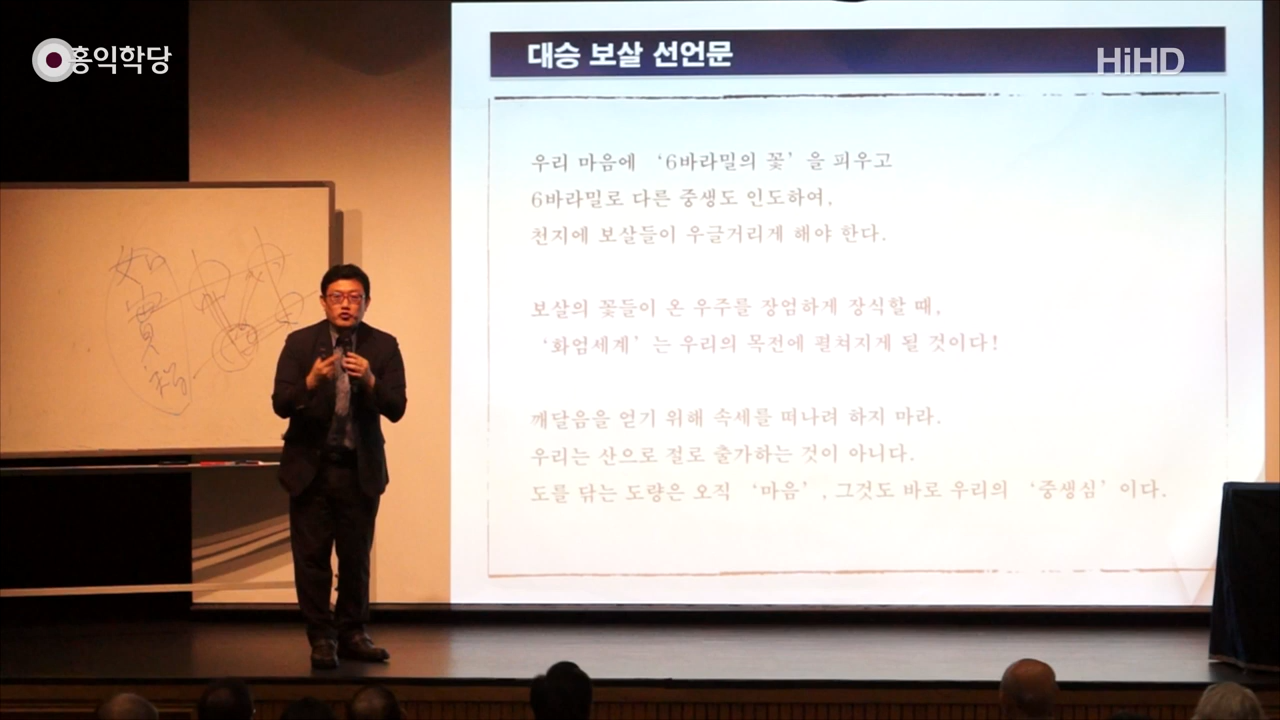 홍익학당
HiHD
대승 보살 선언문
우리 마음에 ‘6바라밀의 꽃’을 피우고
6바라밀로 다른 중생도 인도하여,
천지에 보살들이 우글거리게 해야 한다.
보살의 꽃들이 온 우주를 장엄하게 장식할 때,
‘화엄세계’는 우리의 목전에 펼쳐지게 될 것이다!
깨달음을 얻기 위해 속세를 떠나려 하지 마라.
우리는 산으로 절로 출가하는 것이 아니다.
도를 닦는 도량은 오직 ‘마음’, 그것도 바로 우리의 ‘중생심’이다.
如
實